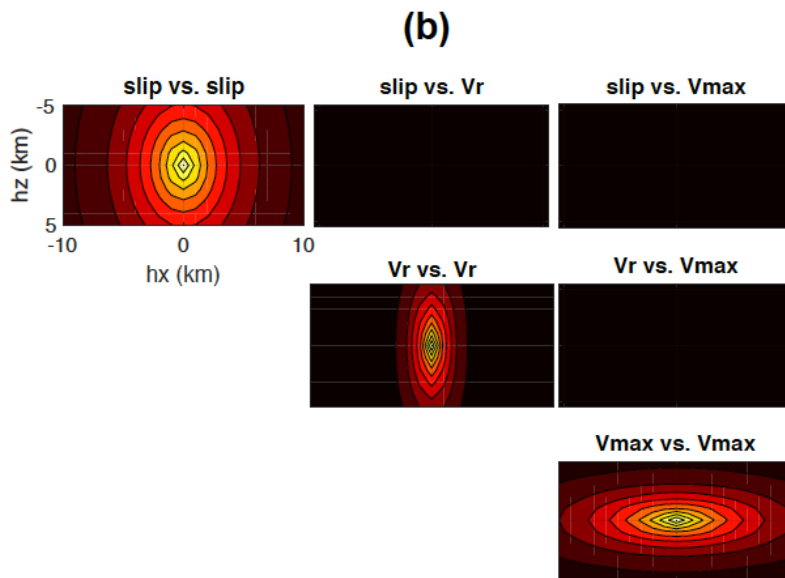 (b)
slip vs. slip
slip vs. Vr
slip vs. Vmax
-5
0
5
hz (km)
-10
0
10
hx (km)
Vr vs. Vr
Vr vs. Vmax
Vmax vs. Vmax